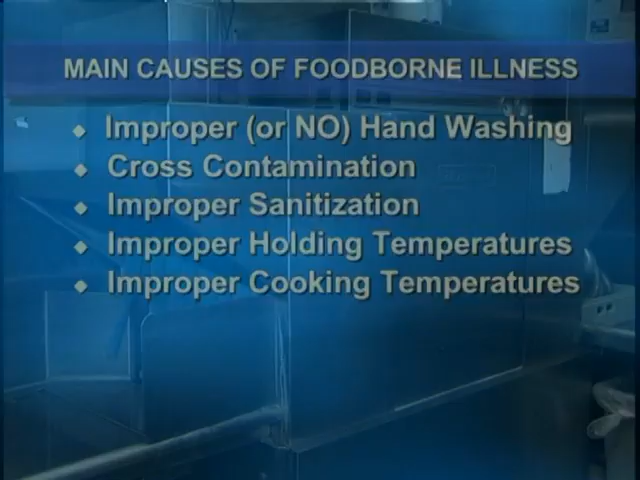 MAIN CAUSES OF FOODBORNE ILLNESS
Improper (or NO) Hand Washing
Cross Contamination
Improper Sanitization
Improper Holding Temperatures
Improper Cooking Temperatures